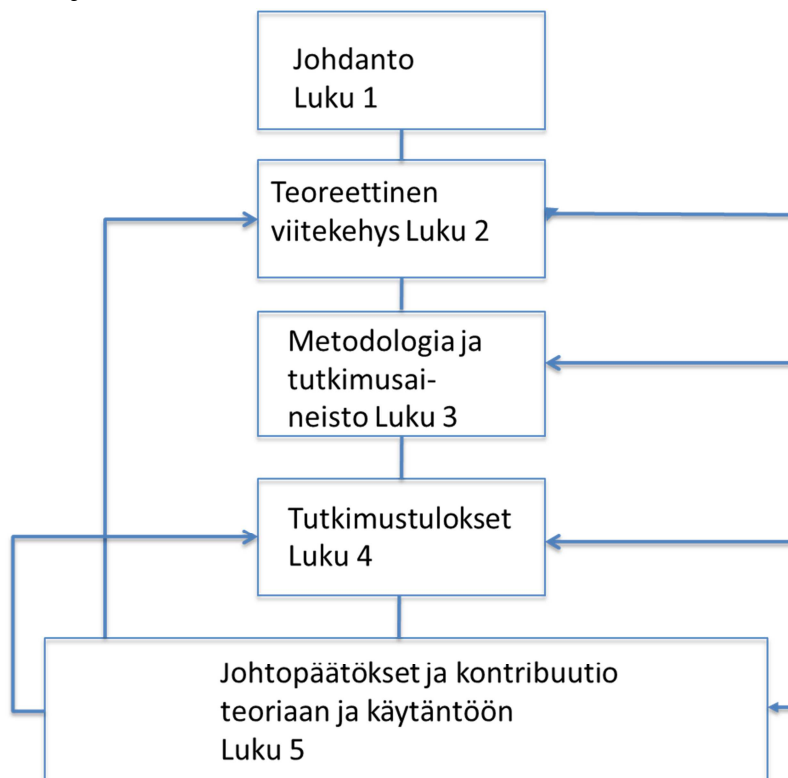 Johdanto
Luku 1
Teoreettinen
viitekehys Luku 2
Metodologia ja
tutkimusai-
neisto Luku 3
Tutkimustulokset
Luku 4
Johtopäätökset ja kontribuutio
teoriaan ja käytäntöön
Luku 5